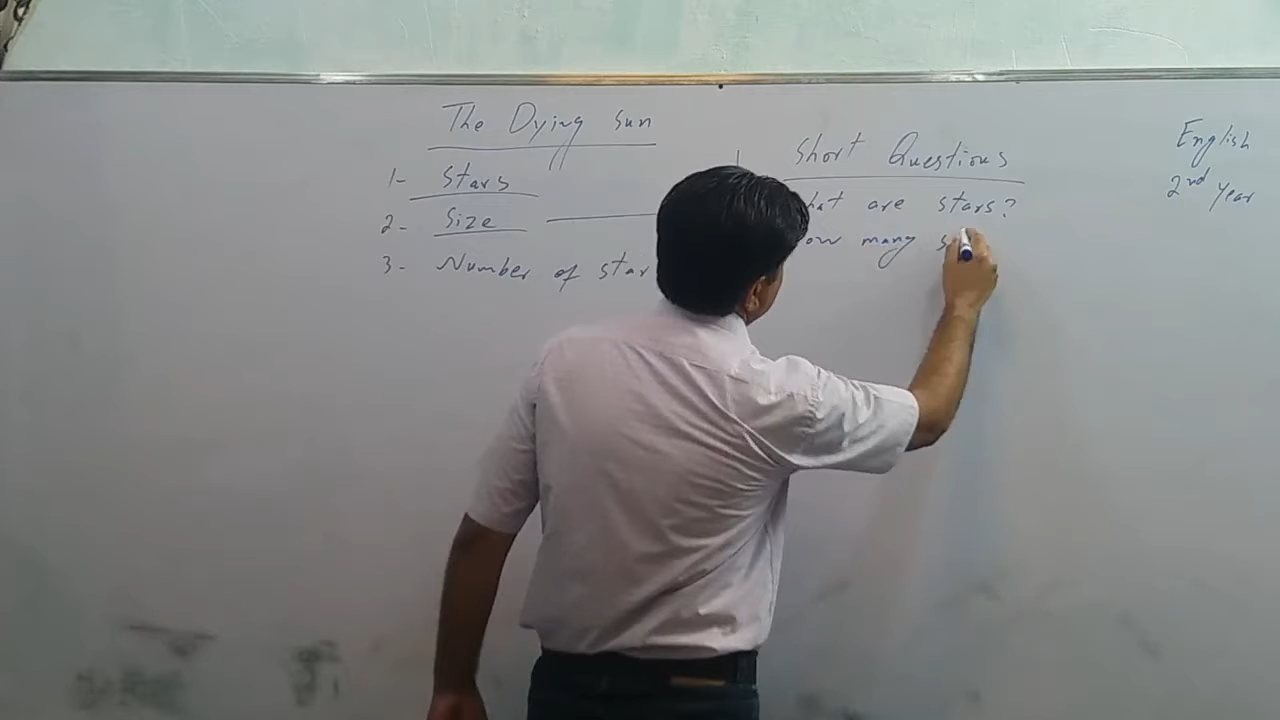 The Dying Sun
1- Stars
2- Size
3- Number of star
Short Questions
hat are stars?
ow many s
English
2nd Year